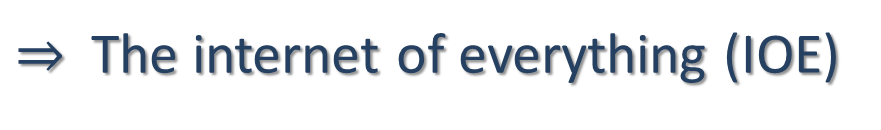 ⇒ The internet of everything (IOE)